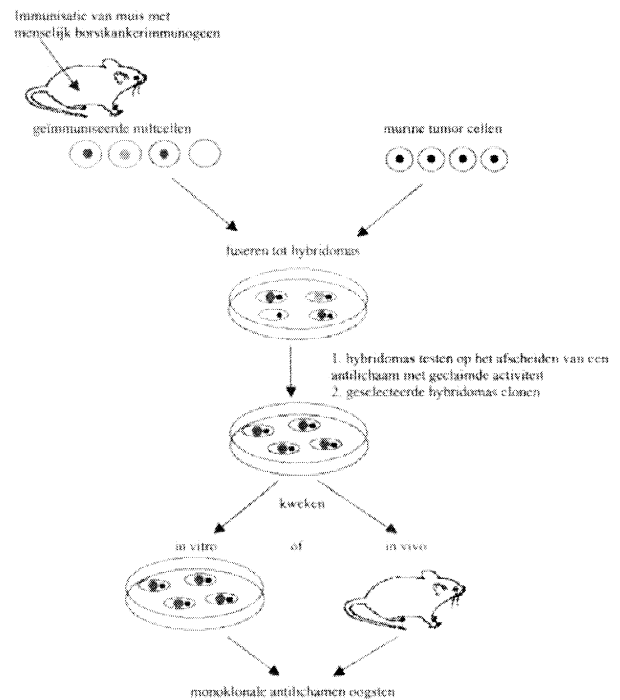 Immunisatie van muis met
menselijk borstkankerimmunogeen
geïmmuniseerde miltcellen
murine tumor cellen
fuseren tot hybridomas
1. hybridomas testen op het afscheiden van een
antilichaam met geclaimde activiteit
2. geselecteerde hybridomas clonen
kweken
in vitro
of
in vivo
monoklonale antilichamen oogsten